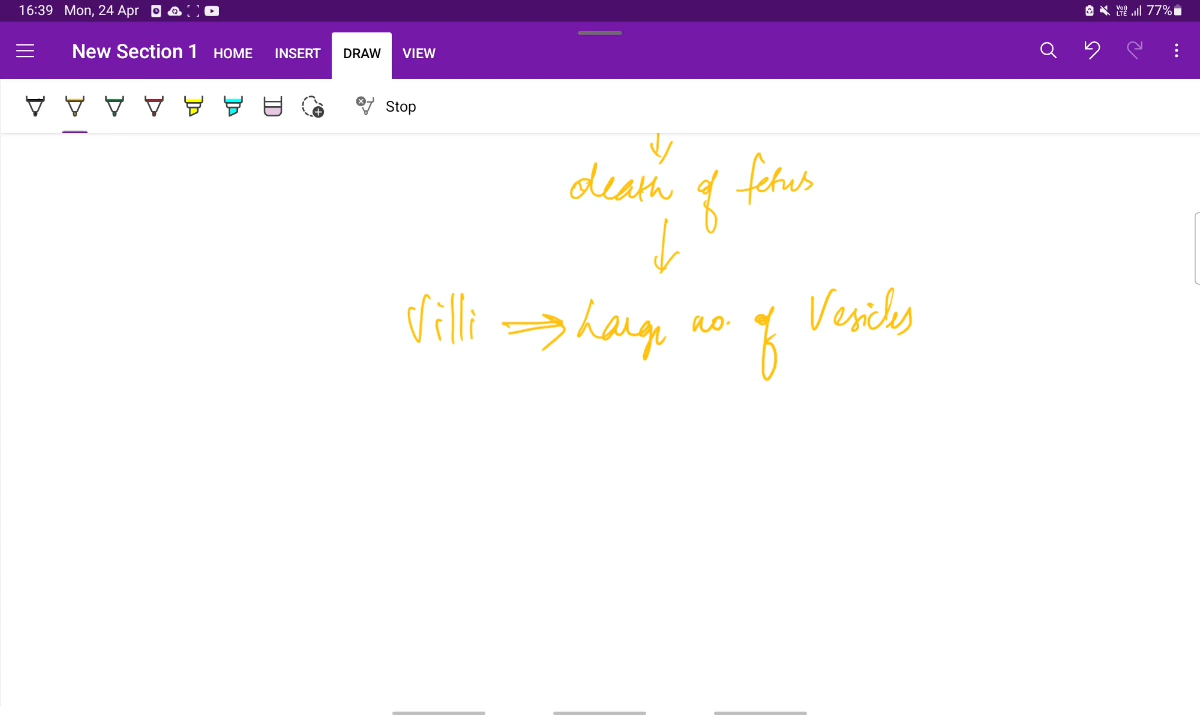 16:39 Mon, 24 Apr 77%
New Section 1 HOME INSERT DRAW VIEW
Stop
death of fetus
Villi ⇒ Large no. of Vesicles